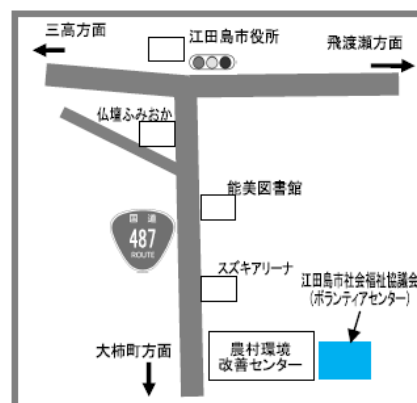 三高方面
江田島市役所
飛渡瀬方面
仏壇ふみおか
能美図書館
国道
487
ROUTE
スズキアリーナ
江田島市社会福祉協議会
(ボランティアセンター)
大柿町方面
農村環境
改善センター